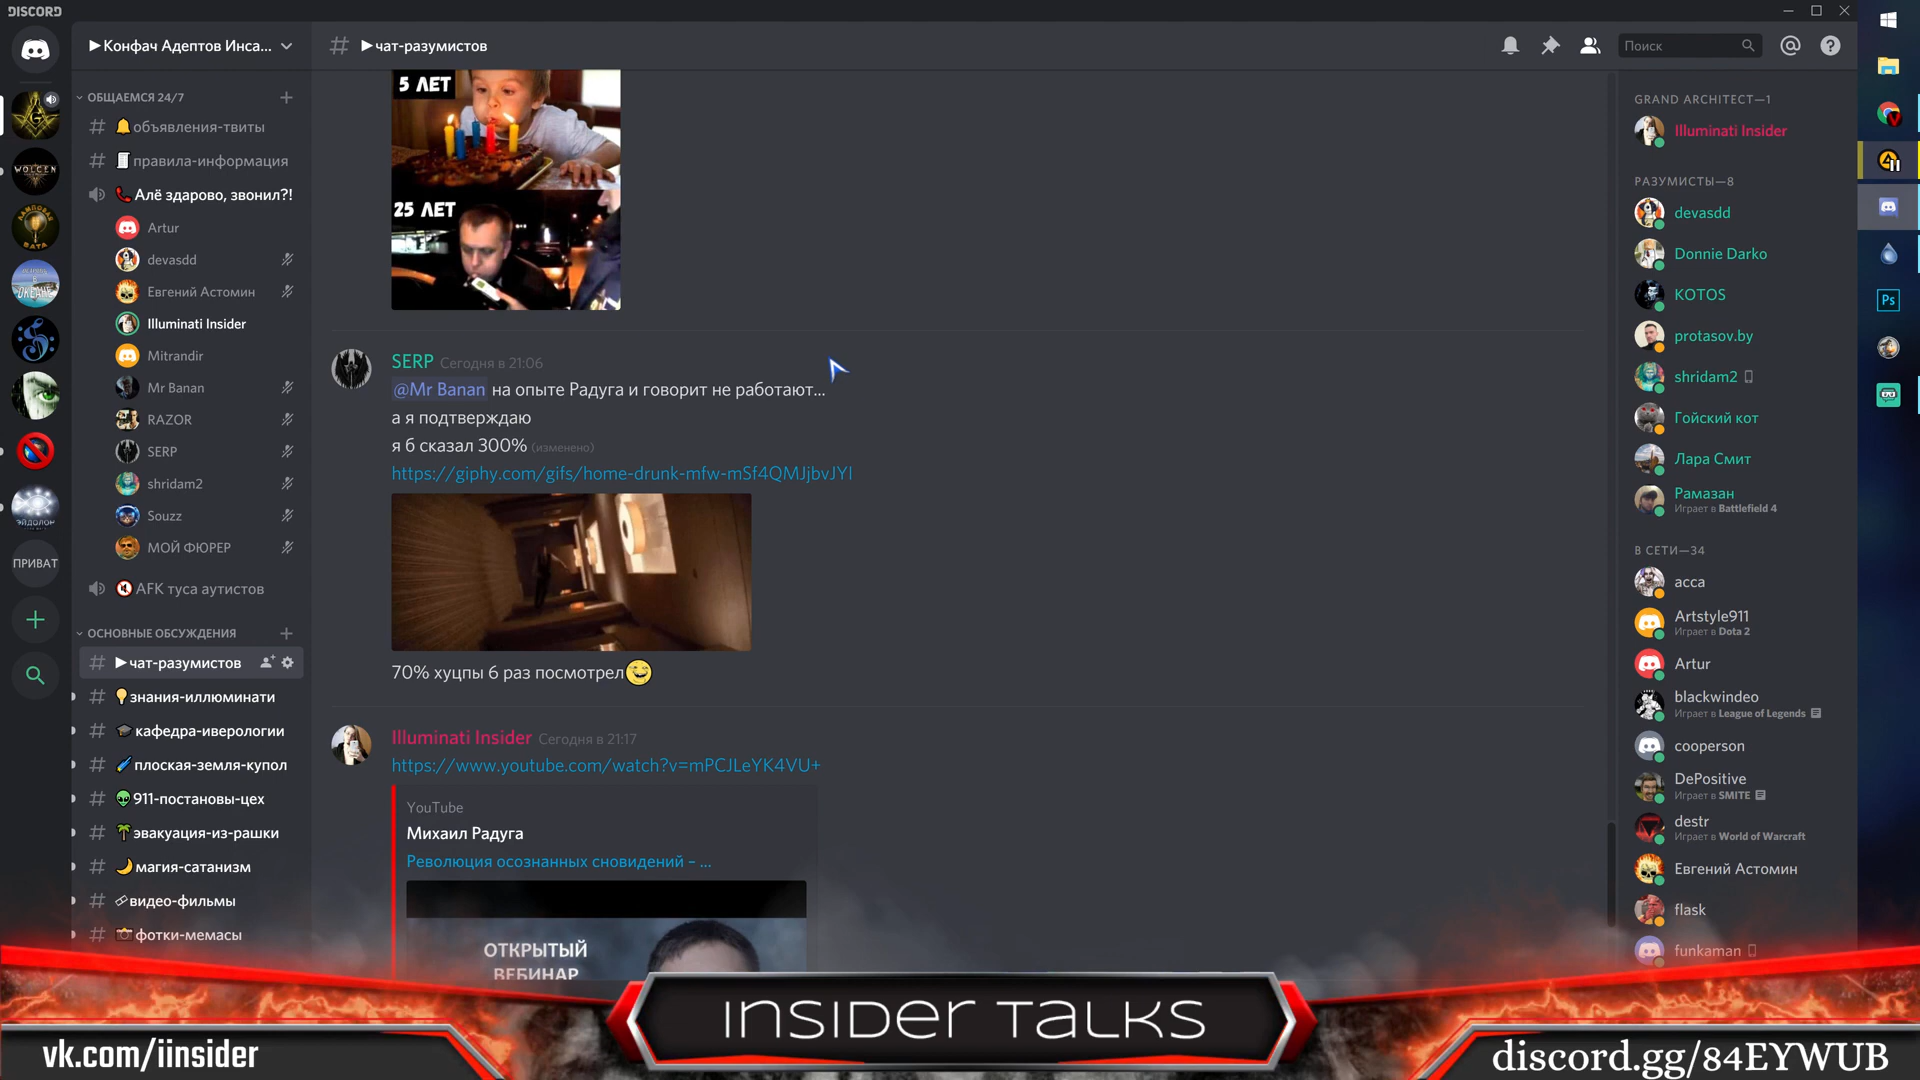 DISCORD
Конфач Адептов Инса...
чат-разумистов
Поиск
ОБЩАЕМСЯ 24/7
объявления-твиты
правила-информация
Алё здарово, звонил?!
Artur
devasdd
Евгений Астомин
Illuminati Insider
Mitrandir
Mr Banan
RAZOR
SERP
shridam2
Souzz
МОЙ ФЮРЕР
AFK туса аутистов
ОСНОВНЫЕ ОБСУЖДЕНИЯ
чат-разумистов
знания-иллюминати
кафедра-иверологии
плоская-земля-купол
911-постановы-цех
эвакуация-из-рашки
магия-сатанизм
видео-фильмы
фотки-мемасы
WOLCEN
ЛАМПОВАЯ
ВАТА
ОКЕАНЕ
ЭЙДОЛОН
ПРИВАТ
5 ЛЕТ
25 ЛЕТ
SERP Сегодня в 21:06
@Mr Banan на опыте Радуга и говорит не работают...
а я подтверждаю
я б сказал 300% (изменено)
https://giphy.com/gifs/home-drunk-mfw-mSf4QMJjbvJYI
70% хуцпы 6 раз посмотрел
Illuminati Insider Сегодня в 21:17
https://www.youtube.com/watch?v=mPCJLeYK4VU+
YouTube
Михаил Радуга
Революция осознанных сновидений – ...
ОТКРЫТЫЙ
ВЕБИНАР
GRAND ARCHITECT—1
Illuminati Insider
РАЗУМИСТЫ—8
devasdd
Donnie Darko
KOTOS
protasov.by
shridam2
Гойский кот
Лара Смит
Рамазан
Играет в Battlefield 4
В СЕТИ—34
acca
Artstyle911
Играет в Dota 2
Artur
blackwindeo
Играет в League of Legends
cooperson
DePositive
Играет в SMITE
destr
Играет в World of Warcraft
Евгений Астомин
flask
funkaman
Ps
INSIDER TALKS
vk.com/iinsider
discord.gg/84EYWUB